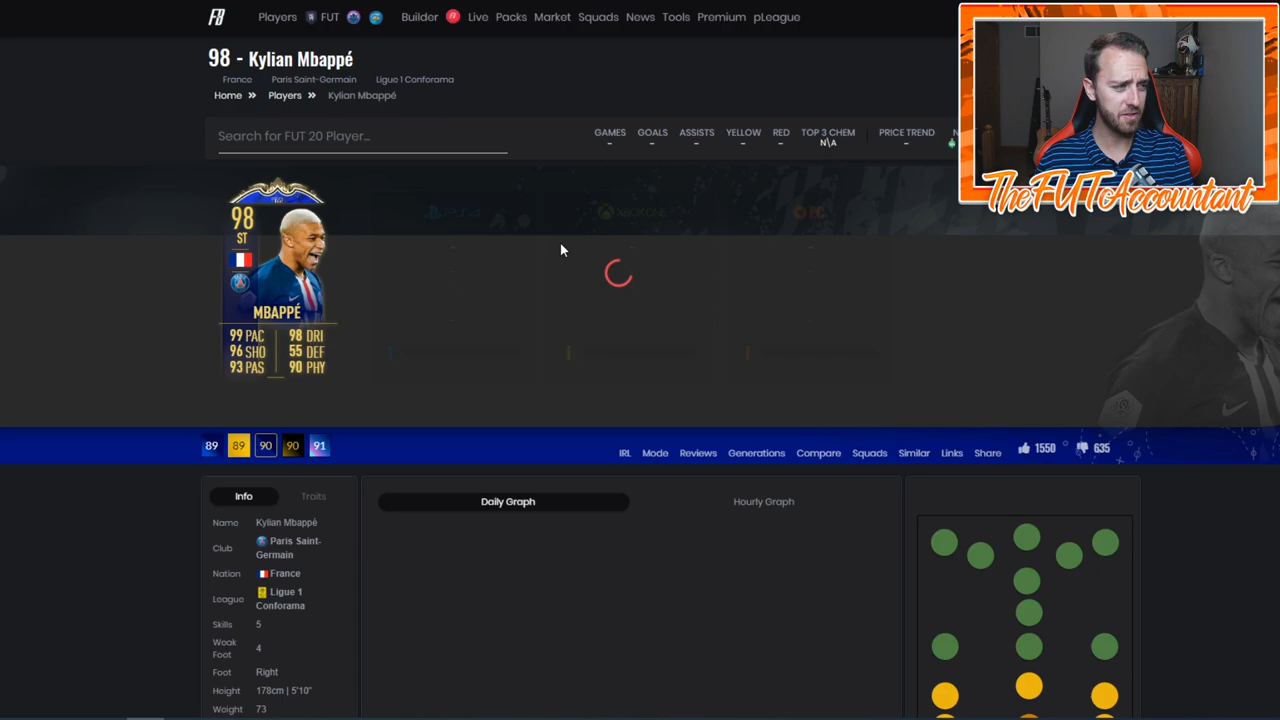 FB Players FUT Builder Live Packs Market Squads News Tools Premium pLeague
98 - Kylian Mbappé
France Paris Saint-Germain Ligue 1 Conforama
Home » Players » Kylian Mbappé
Search for FUT 20 Player...
GAMES GOALS ASSISTS YELLOW RED TOP 3 CHEM PRICE TREND
- - - - - N\A -
TheFUTAccountant
PS4 XBOX ONE PC
98
ST
MBAPPÉ
99 PAC 98 DRI
96 SHO 55 DEF
93 PAS 90 PHY
89 89 90 90 91
IRL Mode Reviews Generations Compare Squads Similar Links Share 1550 635
Info Traits
Daily Graph Hourly Graph
Name Kylian Mbappé
Club Paris Saint-
Germain
Nation France
League Ligue 1
Conforama
Skills 5
Weak
Foot 4
Foot Right
Height 178cm | 5'10"
Weight 73